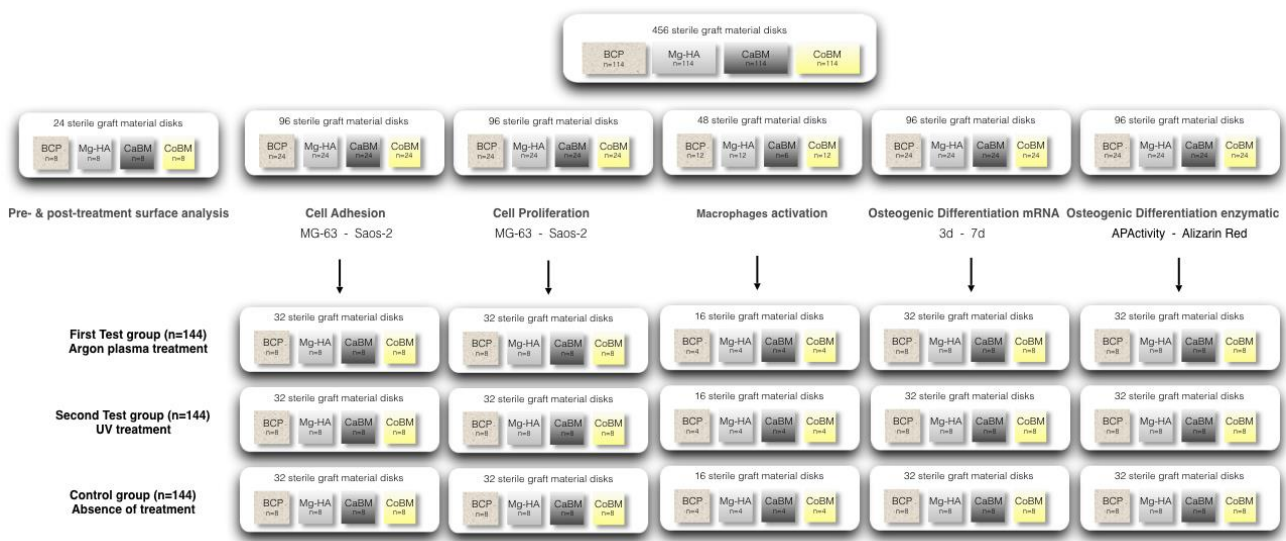 456 sterile graft material disks
BCP Mg-HA CaBM CoBM
n=114 n=114 n=114 n=114
24 sterile graft material disks
BCP Mg-HA CaBM CoBM
n=8 n=8 n=8 n=8
96 sterile graft material disks
BCP Mg-HA CaBM CoBM
n=24 n=24 n=24 n=24
96 sterile graft material disks
BCP Mg-HA CaBM CoBM
n=24 n=24 n=24 n=24
48 sterile graft material disks
BCP Mg-HA CaBM CoBM
n=12 n=12 n=6 n=12
96 sterile graft material disks
BCP Mg-HA CaBM CoBM
n=24 n=24 n=24 n=24
96 sterile graft material disks
BCP Mg-HA CaBM CoBM
n=24 n=24 n=24 n=24
Pre- & post-treatment surface analysis
Cell Adhesion
MG-63 - Saos-2
Cell Proliferation
MG-63 - Saos-2
Macrophages activation
Osteogenic Differentiation mRNA
3d - 7d
Osteogenic Differentiation enzymatic
APActivity - Alizarin Red
First Test group (n=144)
Argon plasma treatment
32 sterile graft material disks
BCP Mg-HA CaBM CoBM
n=8 n=8 n=8 n=8
32 sterile graft material disks
BCP Mg-HA CaBM CoBM
n=8 n=8 n=8 n=8
16 sterile graft material disks
BCP Mg-HA CaBM CoBM
n=4 n=4 n=4 n=4
32 sterile graft material disks
BCP Mg-HA CaBM CoBM
n=8 n=8 n=8 n=8
32 sterile graft material disks
BCP Mg-HA CaBM CoBM
n=8 n=8 n=8 n=8
Second Test group (n=144)
UV treatment
32 sterile graft material disks
BCP Mg-HA CaBM CoBM
n=8 n=8 n=8 n=8
32 sterile graft material disks
BCP Mg-HA CaBM CoBM
n=8 n=8 n=8 n=8
16 sterile graft material disks
BCP Mg-HA CaBM CoBM
n=4 n=4 n=4 n=4
32 sterile graft material disks
BCP Mg-HA CaBM CoBM
n=8 n=8 n=8 n=8
32 sterile graft material disks
BCP Mg-HA CaBM CoBM
n=8 n=8 n=8 n=8
Control group (n=144)
Absence of treatment
32 sterile graft material disks
BCP Mg-HA CaBM CoBM
n=8 n=8 n=8 n=8
32 sterile graft material disks
BCP Mg-HA CaBM CoBM
n=8 n=8 n=8 n=8
16 sterile graft material disks
BCP Mg-HA CaBM CoBM
n=4 n=4 n=4 n=4
32 sterile graft material disks
BCP Mg-HA CaBM CoBM
n=8 n=8 n=8 n=8
32 sterile graft material disks
BCP Mg-HA CaBM CoBM
n=8 n=8 n=8 n=8